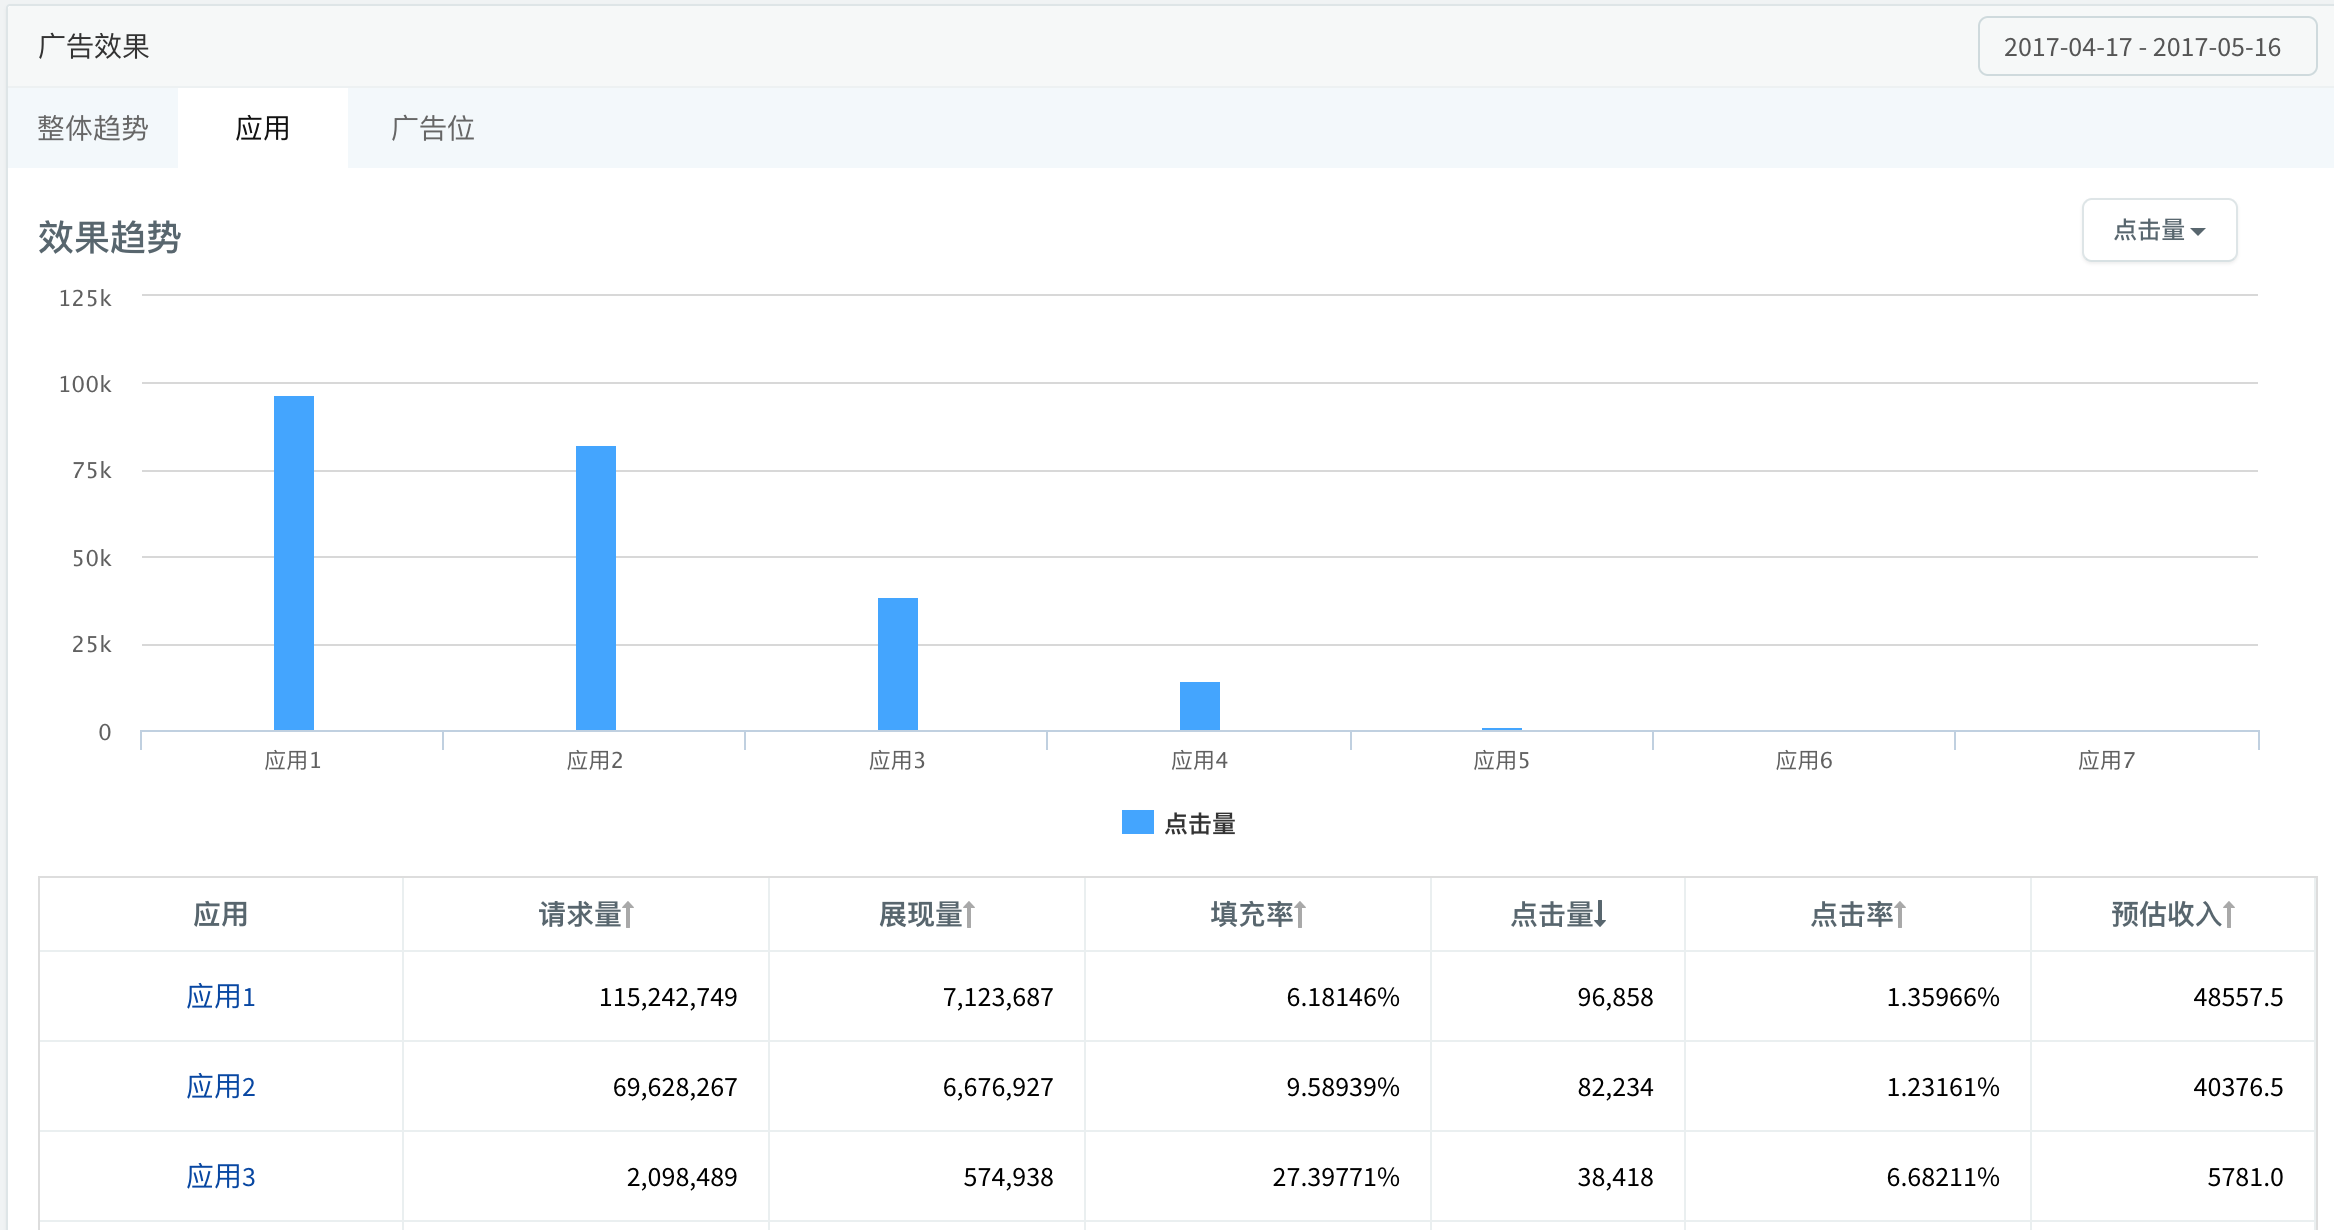 广告效果 2017-04-17 - 2017-05-16
整体趋势 应用 广告位
效果趋势 点击量
125k
100k
75k
50k
25k
0
应用1 应用2 应用3 应用4 应用5 应用6 应用7
点击量
应用 请求量↑ 展现量↑ 填充率↑ 点击量↓ 点击率↑ 预估收入↑
应用1 115,242,749 7,123,687 6.18146% 96,858 1.35966% 48557.5
应用2 69,628,267 6,676,927 9.58939% 82,234 1.23161% 40376.5
应用3 2,098,489 574,938 27.39771% 38,418 6.68211% 5781.0